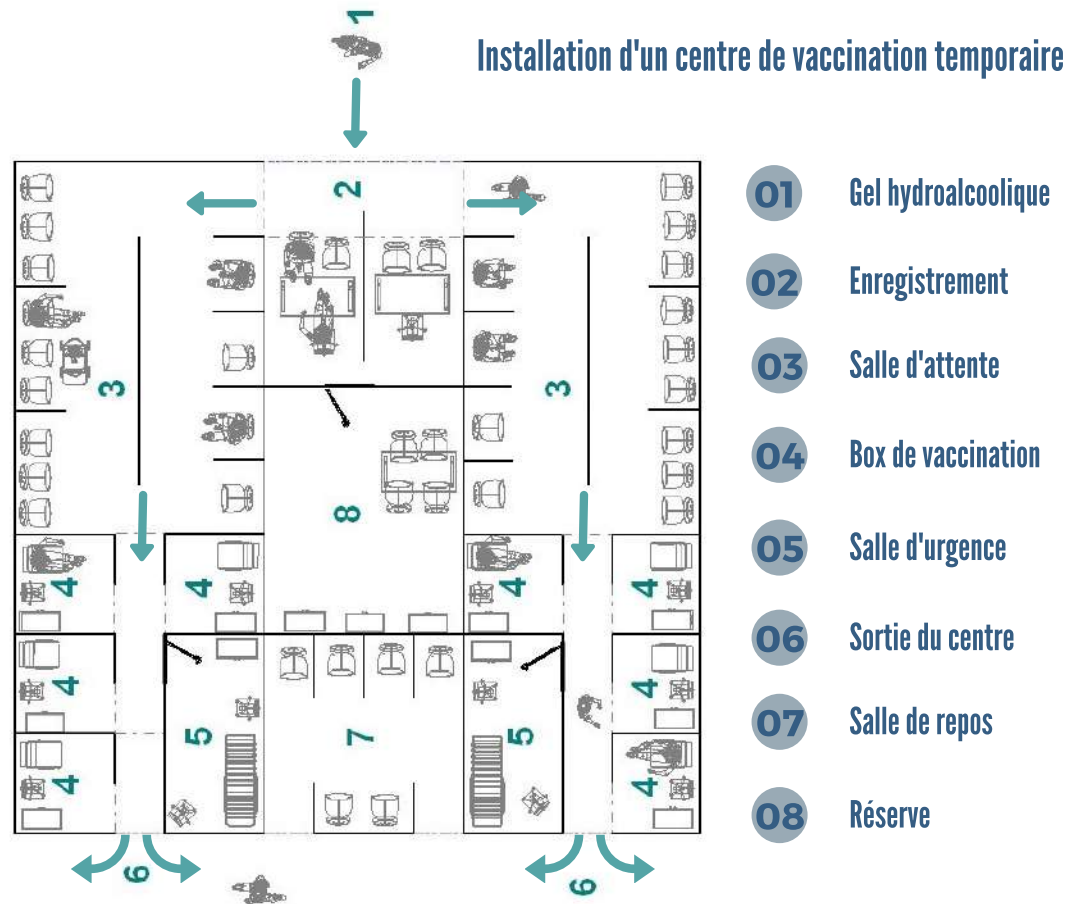 1
Installation d'un centre de vaccination temporaire
2
3
3
8
4
4
4
4
4
4
5
7
5
4
4
6
6
01 Gel hydroalcoolique
02 Enregistrement
03 Salle d'attente
04 Box de vaccination
05 Salle d'urgence
06 Sortie du centre
07 Salle de repos
08 Réserve